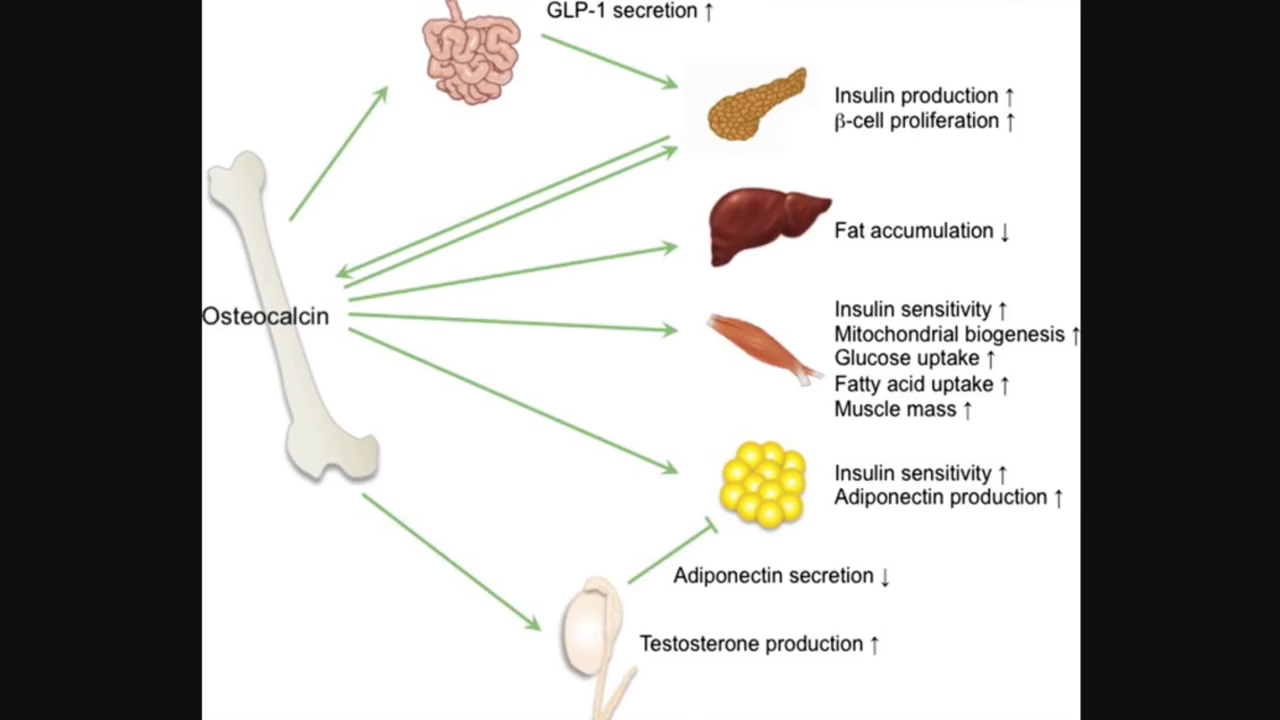 GLP-1 secretion ↑
Insulin production ↑
β-cell proliferation ↑
Fat accumulation ↓
Osteocalcin
Insulin sensitivity ↑
Mitochondrial biogenesis ↑
Glucose uptake ↑
Fatty acid uptake ↑
Muscle mass ↑
Insulin sensitivity ↑
Adiponectin production ↑
Adiponectin secretion ↓
Testosterone production ↑